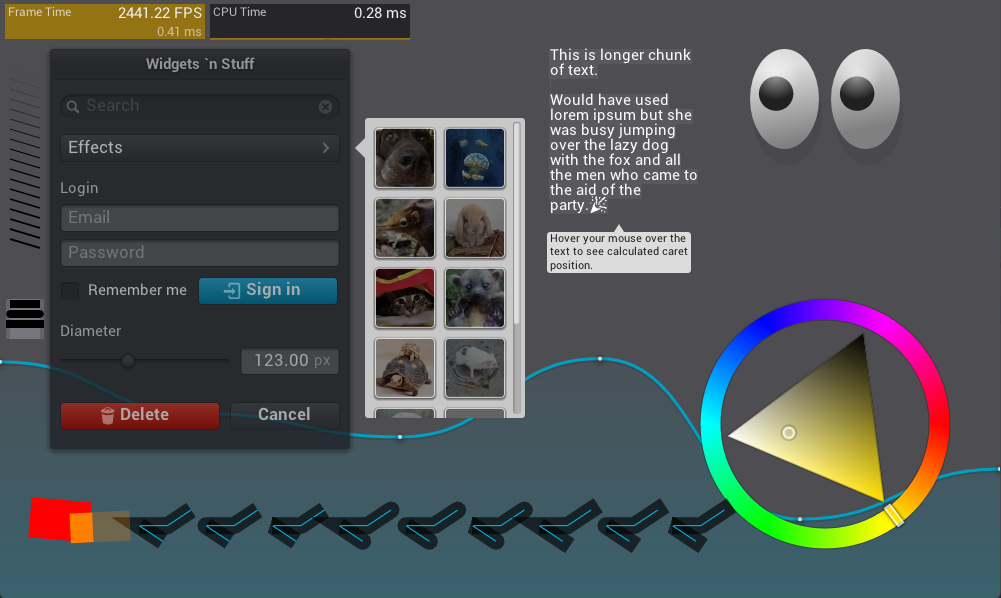 Frame Time
2441.22 FPS
0.41 ms
CPU Time
0.28 ms
Widgets `n Stuff
Search
Effects
Login
Email
Password
Remember me
Sign in
Diameter
123.00 px
Delete
Cancel
This is longer chunk
of text.
Would have used
lorem ipsum but she
was busy jumping
over the lazy dog
with the fox and all
the men who came to
the aid of the
party.🎉
Hover your mouse over the
text to see calculated caret
position.